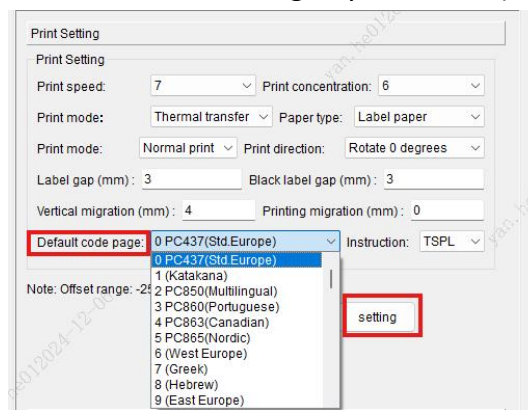 Print Setting
Print Setting
Print speed: 7 Print concentration: 6
Print mode: Thermal transfer Paper type: Label paper
Print mode: Normal print Print direction: Rotate 0 degrees
Label gap (mm) : 3 Black label gap (mm) : 3
Vertical migration (mm) : 4 Printing migration (mm) : 0
Default code page: 0 PC437(Std.Europe) Instruction: TSPL
0 PC437(Std.Europe)
1 (Katakana)
Note: Offset range: -25
2 PC850(Multilingual)
3 PC860(Portuguese)
4 PC863(Canadian)
setting
5 PC865(Nordic)
6 (West Europe)
7 (Greek)
8 (Hebrew)
9 (East Europe)